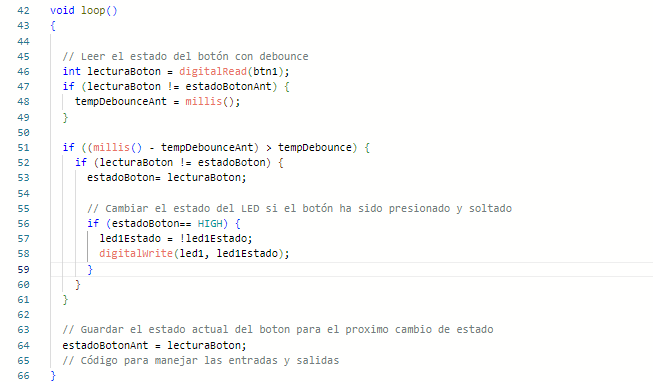 42 void loop()
43 {
44
45 // Leer el estado del botón con debounce
46 int lecturaBoton = digitalRead(btn1);
47 if (lecturaBoton != estadoBotonAnt) {
48 tempDebounceAnt = millis();
49 }
50
51 if ((millis() - tempDebounceAnt) > tempDebounce) {
52 if (lecturaBoton != estadoBoton) {
53 estadoBoton= lecturaBoton;
54
55 // Cambiar el estado del LED si el botón ha sido presionado y soltado
56 if (estadoBoton== HIGH) {
57 led1Estado = !led1Estado;
58 digitalWrite(led1, led1Estado);
59 }
60 }
61 }
62
63 // Guardar el estado actual del boton para el proximo cambio de estado
64 estadoBotonAnt = lecturaBoton;
65 // Código para manejar las entradas y salidas
66 }